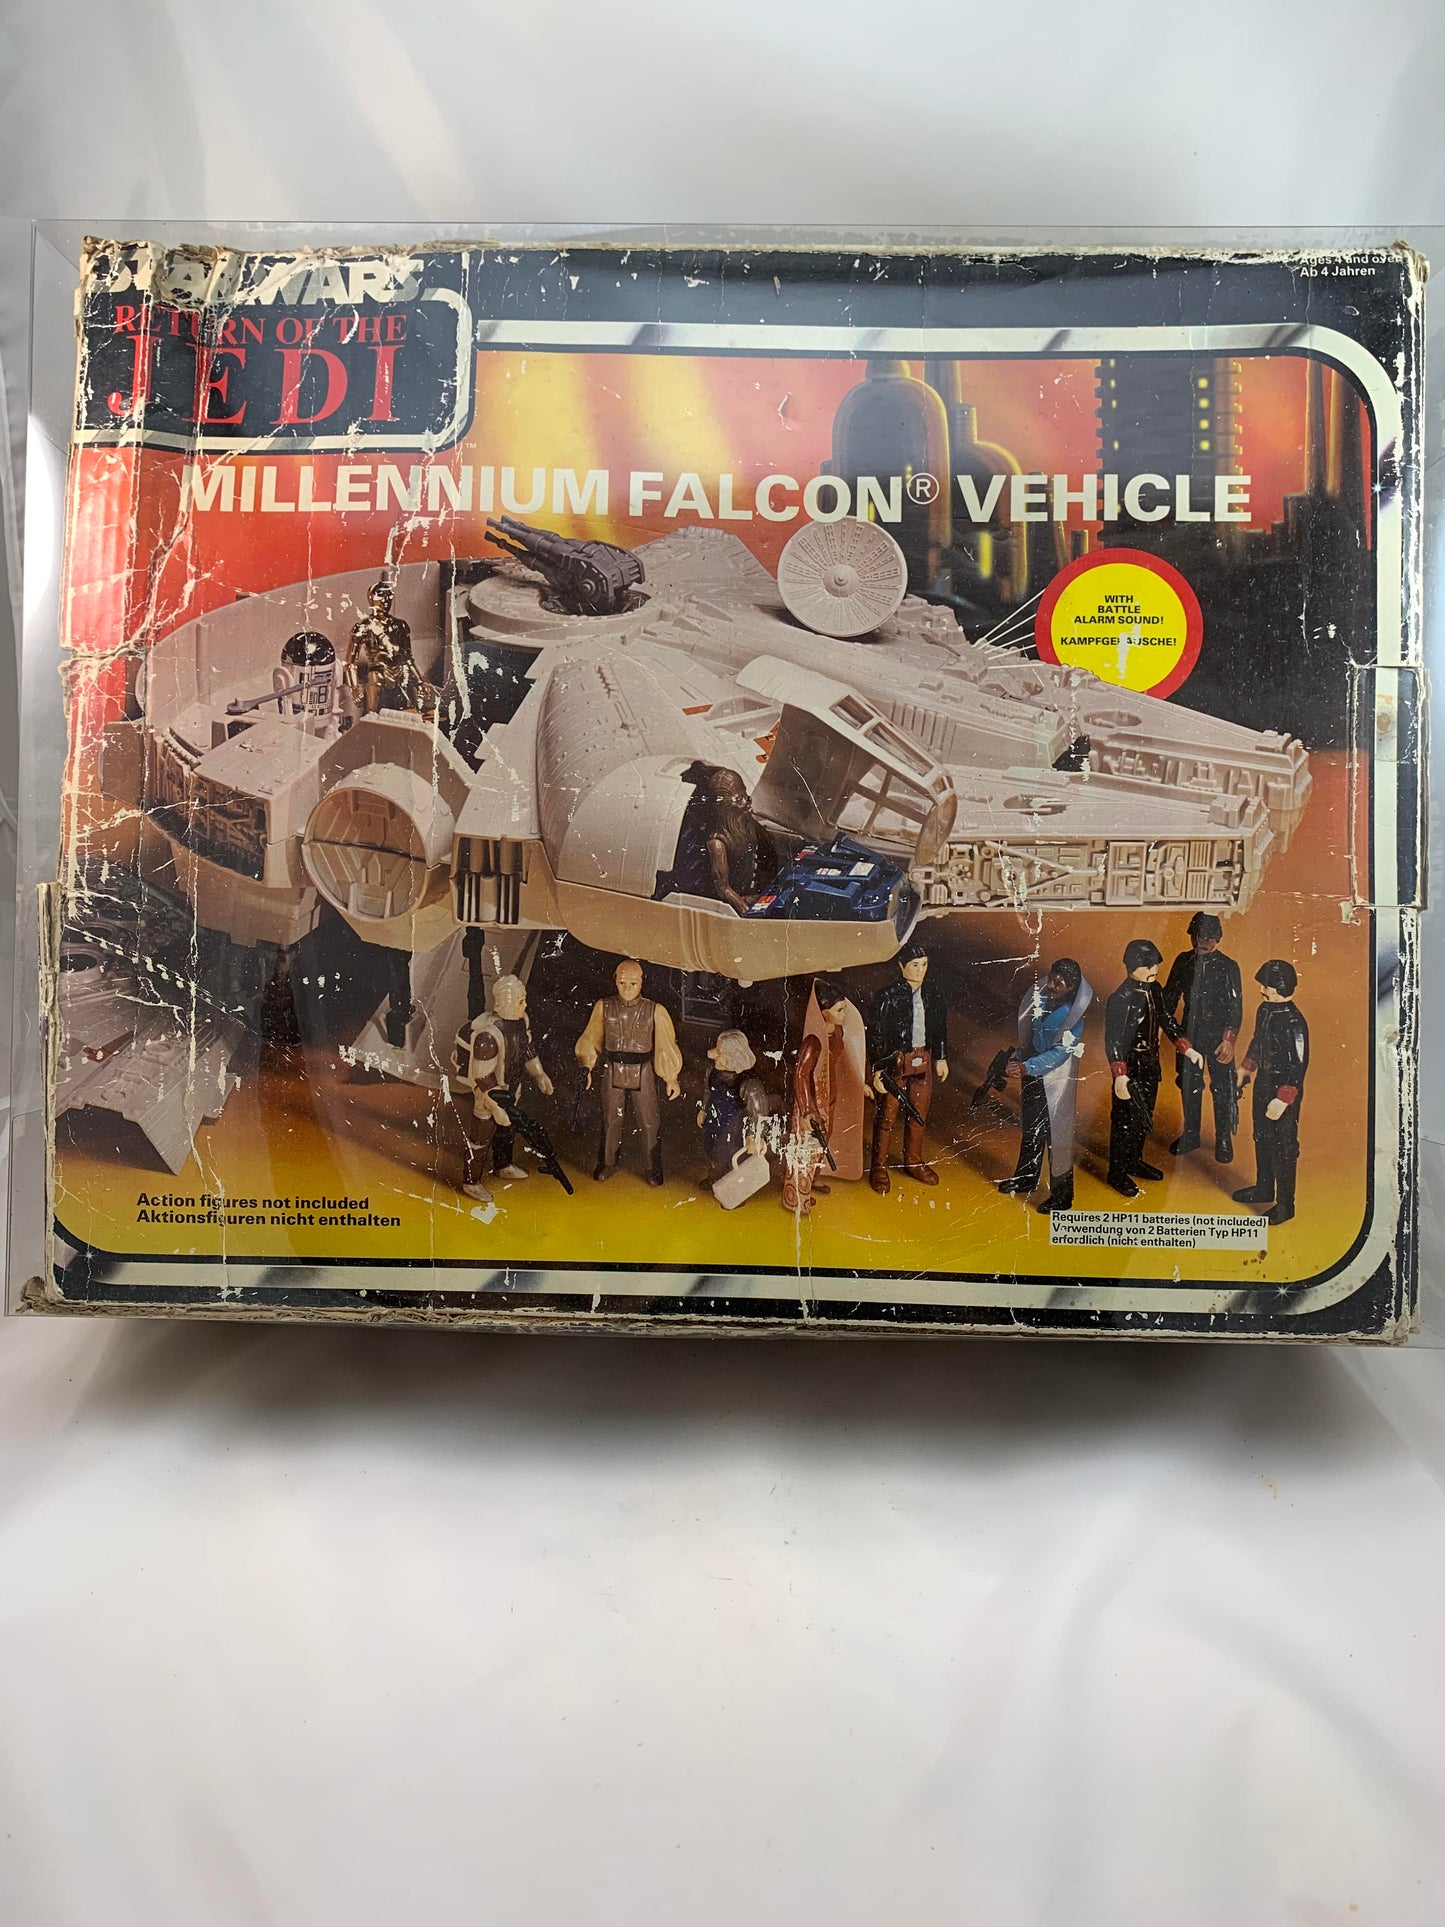 STAR WARS
RETURN OF THE
JEDI
™
Ages 4 and over
Ab 4 Jahren
MILLENNIUM FALCON® VEHICLE
WITH
BATTLE
ALARM SOUND!
KAMPFGERÄUSCHE!
Action figures not included
Aktionsfiguren nicht enthalten
Requires 2 HP11 batteries (not included)
Verwendung von 2 Batterien Typ HP11
erfordlich (nicht enthalten)